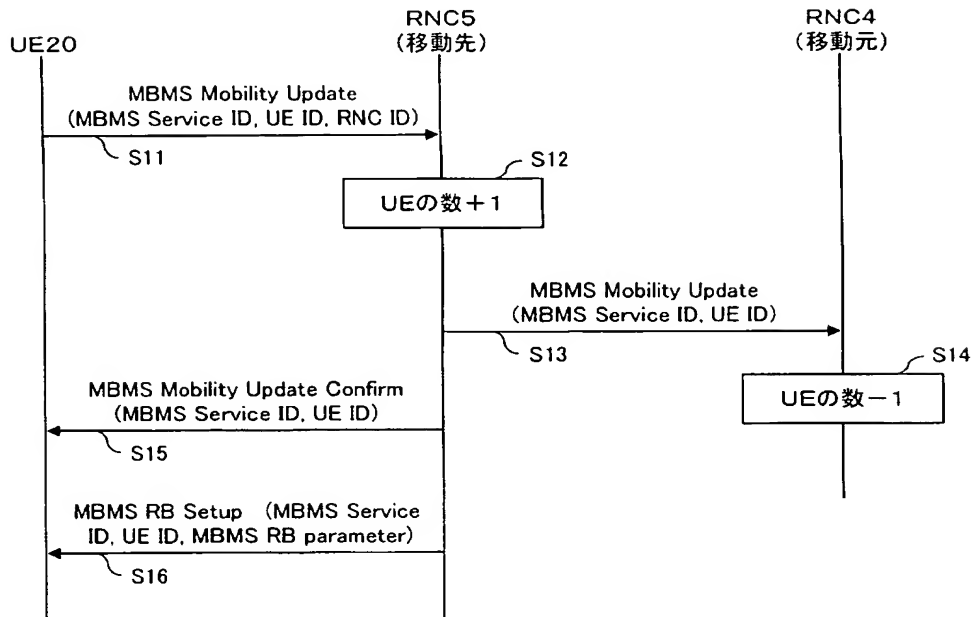 UE20
RNC5
(移動先)
RNC4
(移動元)
MBMS Mobility Update
(MBMS Service ID, UE ID, RNC ID)
S11
S12
UEの数+1
MBMS Mobility Update
(MBMS Service ID, UE ID)
S13
S14
UEの数-1
MBMS Mobility Update Confirm
(MBMS Service ID, UE ID)
S15
MBMS RB Setup (MBMS Service
ID, UE ID, MBMS RB parameter)
S16